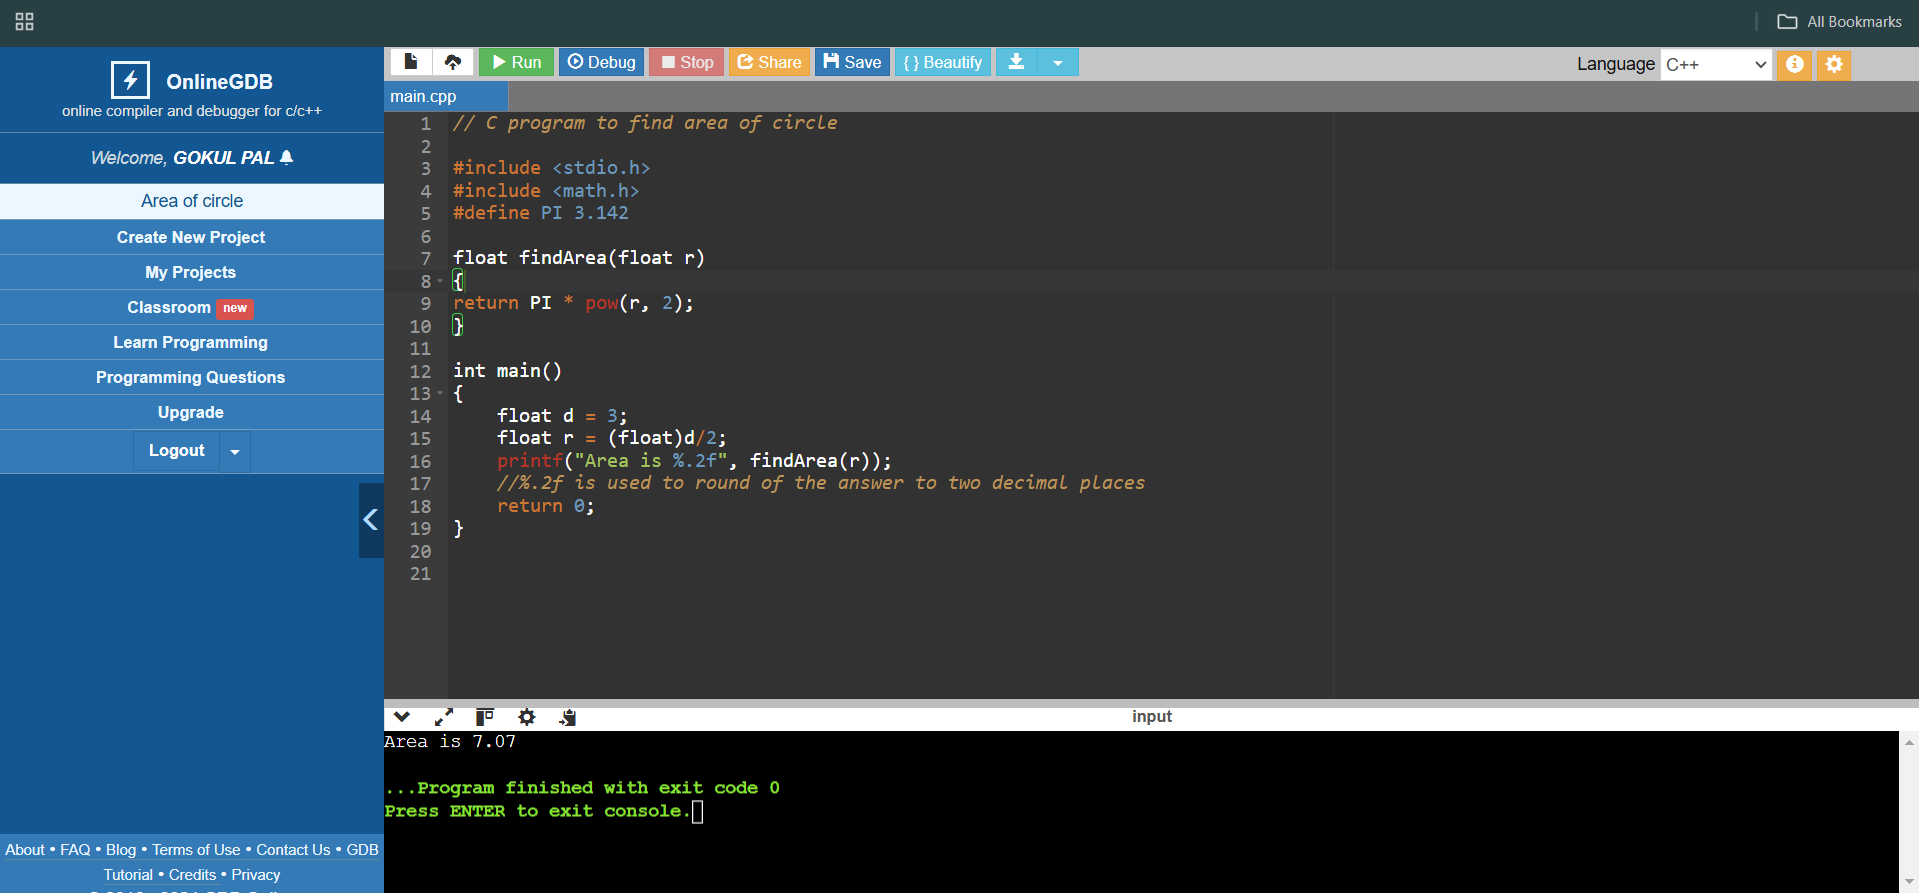 All Bookmarks
OnlineGDB
online compiler and debugger for c/c++
Welcome, GOKUL PAL
Area of circle
Create New Project
My Projects
Classroom new
Learn Programming
Programming Questions
Upgrade
Logout
About • FAQ • Blog • Terms of Use • Contact Us • GDB
Tutorial • Credits • Privacy
Run Debug Stop Share Save { } Beautify
Language C++
main.cpp
1 // C program to find area of circle
2
3 #include <stdio.h>
4 #include <math.h>
5 #define PI 3.142
6
7 float findArea(float r)
8 {
9 return PI * pow(r, 2);
10 }
11
12 int main()
13 {
14 float d = 3;
15 float r = (float)d/2;
16 printf("Area is %.2f", findArea(r));
17 //%.2f is used to round of the answer to two decimal places
18 return 0;
19 }
20
21
input
Area is 7.07
...Program finished with exit code 0
Press ENTER to exit console.